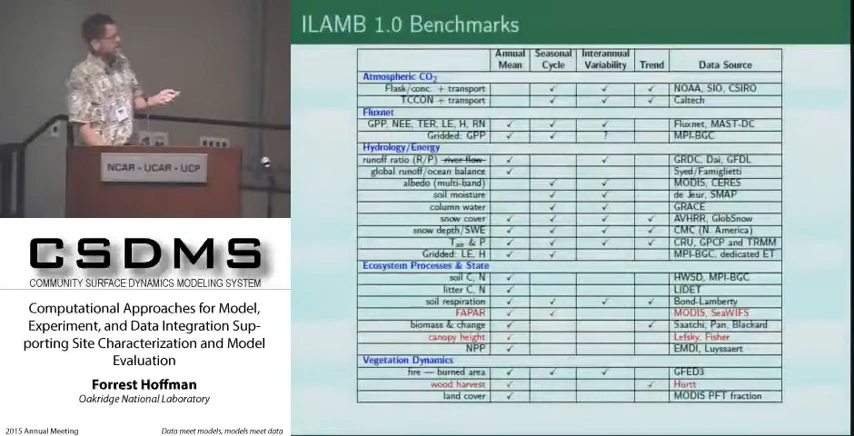 ILAMB 1.0 Benchmarks
Annual Mean Seasonal Cycle Interannual Variability Trend Data Source
Atmospheric CO₂
Flask/conc. + transport ✓ ✓ ✓ NOAA, SIO, CSIRO
TCCON + transport ✓ ✓ ✓ Caltech
Fluxnet
GPP, NEE, TER, LE, H, RN ✓ ✓ ✓ Fluxnet, MAST-DC
Gridded: GPP ✓ ✓ ? MPI-BGC
Hydrology/Energy
runoff ratio (R/P) river flow ✓ ✓ GRDC, Dai, GFDL
global runoff/ocean balance ✓ Syed/Famiglietti
albedo (multi-band) ✓ ✓ MODIS, CERES
soil moisture ✓ ✓ de Jeur, SMAP
column water ✓ ✓ GRACE
snow cover ✓ ✓ ✓ ✓ AVHRR, GlobSnow
snow depth/SWE ✓ ✓ ✓ ✓ CMC (N. America)
Tair & P ✓ ✓ ✓ ✓ CRU, GPCP and TRMM
Gridded: LE, H ✓ ✓ MPI-BGC, dedicated ET
Ecosystem Processes & State
soil C, N ✓ HWSD, MPI-BGC
litter C, N ✓ LIDET
soil respiration ✓ ✓ ✓ ✓ Bond-Lamberty
FAPAR ✓ ✓ MODIS, SeaWIFS
biomass & change ✓ ✓ Saatchi, Pan, Blackard
canopy height ✓ Lefsky, Fisher
NPP ✓ EMDI, Luyssaert
Vegetation Dynamics
fire — burned area ✓ ✓ ✓ GFED3
wood harvest ✓ ✓ Hurtt
land cover ✓ MODIS PFT fraction
NCAR - UCAR - UCP
CSDMS
COMMUNITY SURFACE DYNAMICS MODELING SYSTEM
Computational Approaches for Model,
Experiment, and Data Integration Sup-
porting Site Characterization and Model
Evaluation
Forrest Hoffman
Oakridge National Laboratory
2015 Annual Meeting Data meet models, models meet data